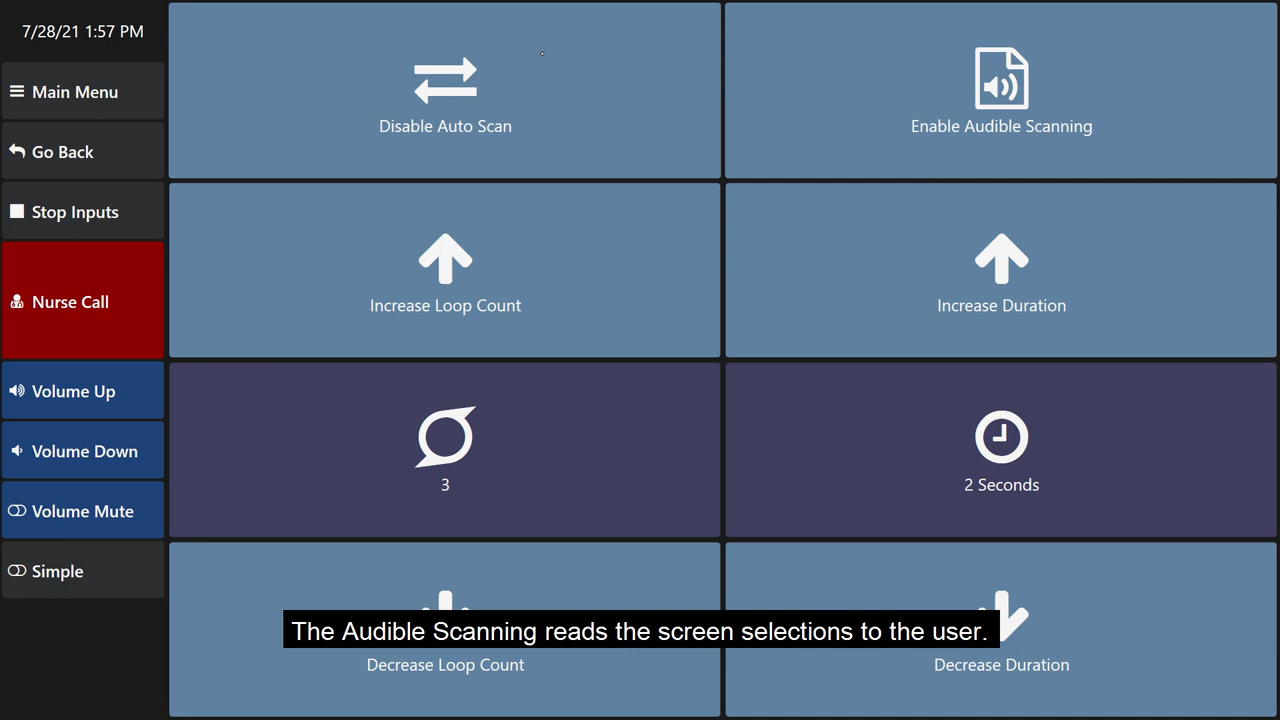 7/28/21 1:57 PM
Main Menu
Go Back
Stop Inputs
Nurse Call
Volume Up
Volume Down
Volume Mute
Simple
Disable Auto Scan
Enable Audible Scanning
Increase Loop Count
Increase Duration
3
2 Seconds
The Audible Scanning reads the screen selections to the user.
Decrease Loop Count
Decrease Duration